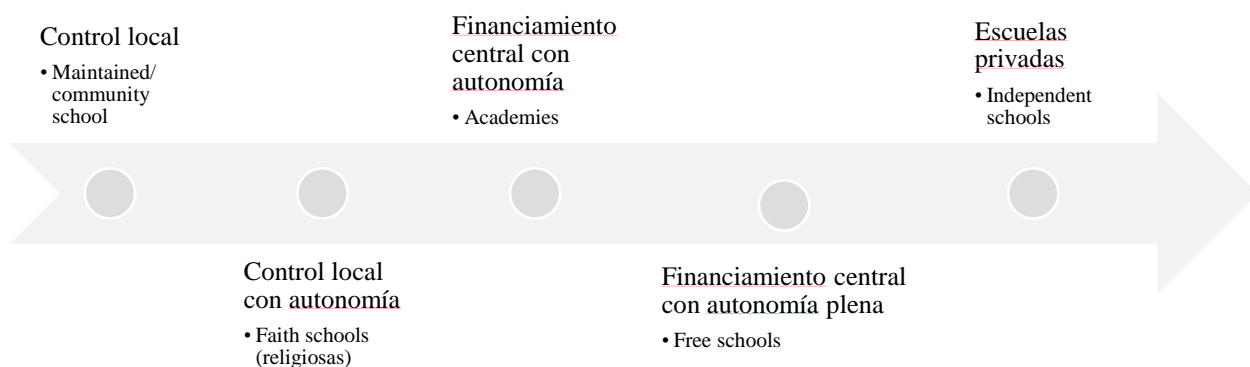 Control local
• Maintained/
community
school
Control local
con autonomía
• Faith schools
(religiosas)
Financiamiento
central con
autonomía
• Academies
Financiamiento central
con autonomía plena
• Free schools
Escuelas
privadas
• Independent
schools